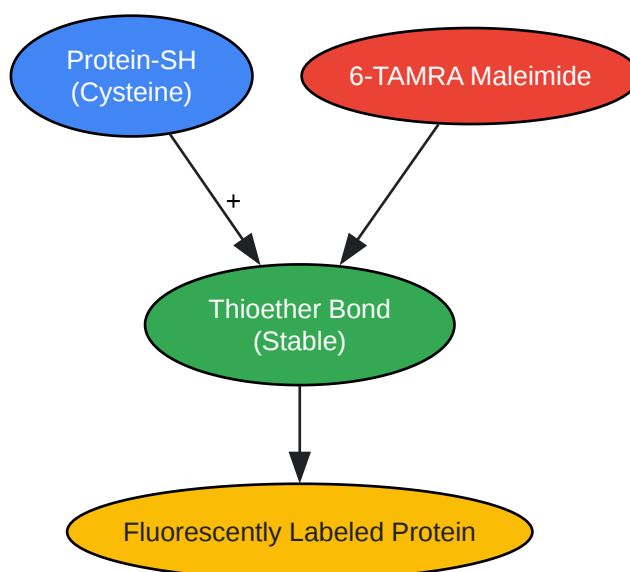 Protein-SH
(Cysteine)
6-TAMRA Maleimide
+
Thioether Bond
(Stable)
Fluorescently Labeled Protein